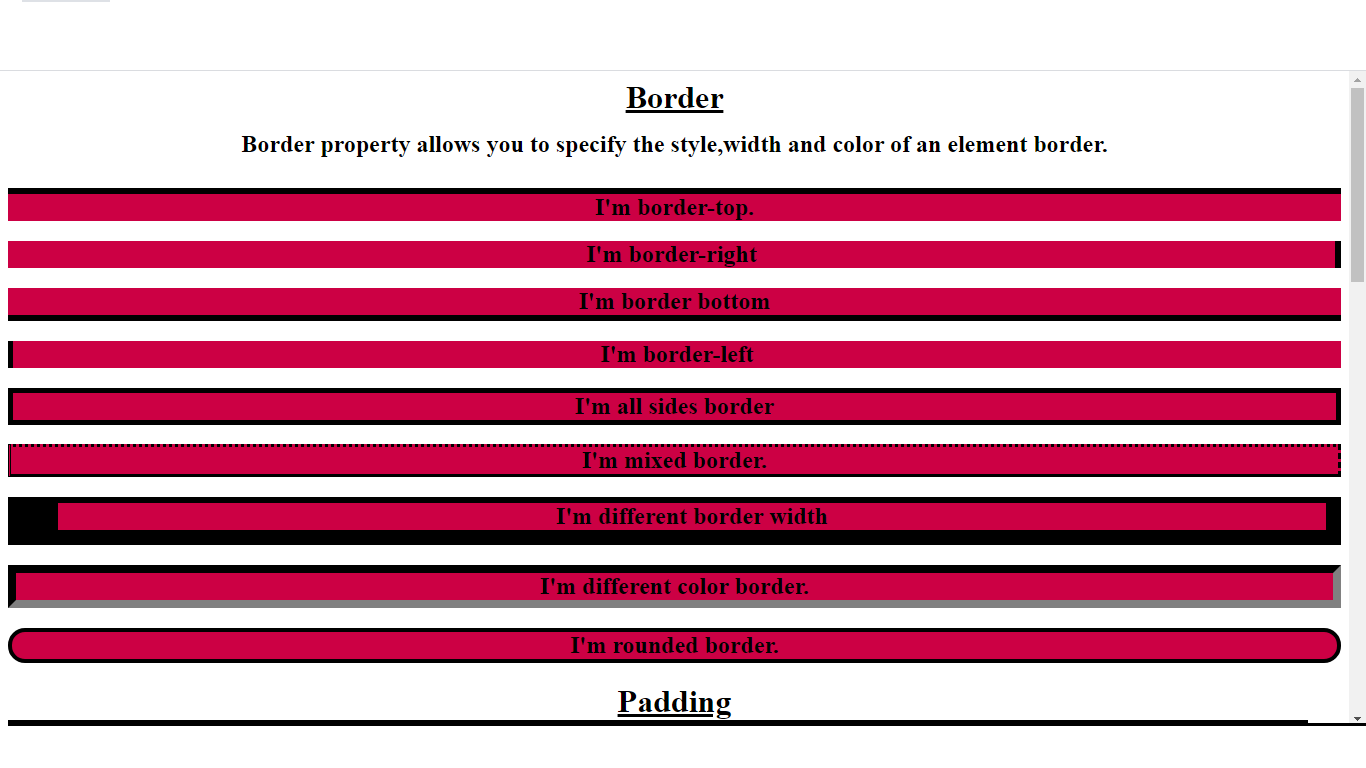 Border
Border property allows you to specify the style,width and color of an element border.
I'm border-top.
I'm border-right
I'm border bottom
I'm border-left
I'm all sides border
I'm mixed border.
I'm different border width
I'm different color border.
I'm rounded border.
Padding